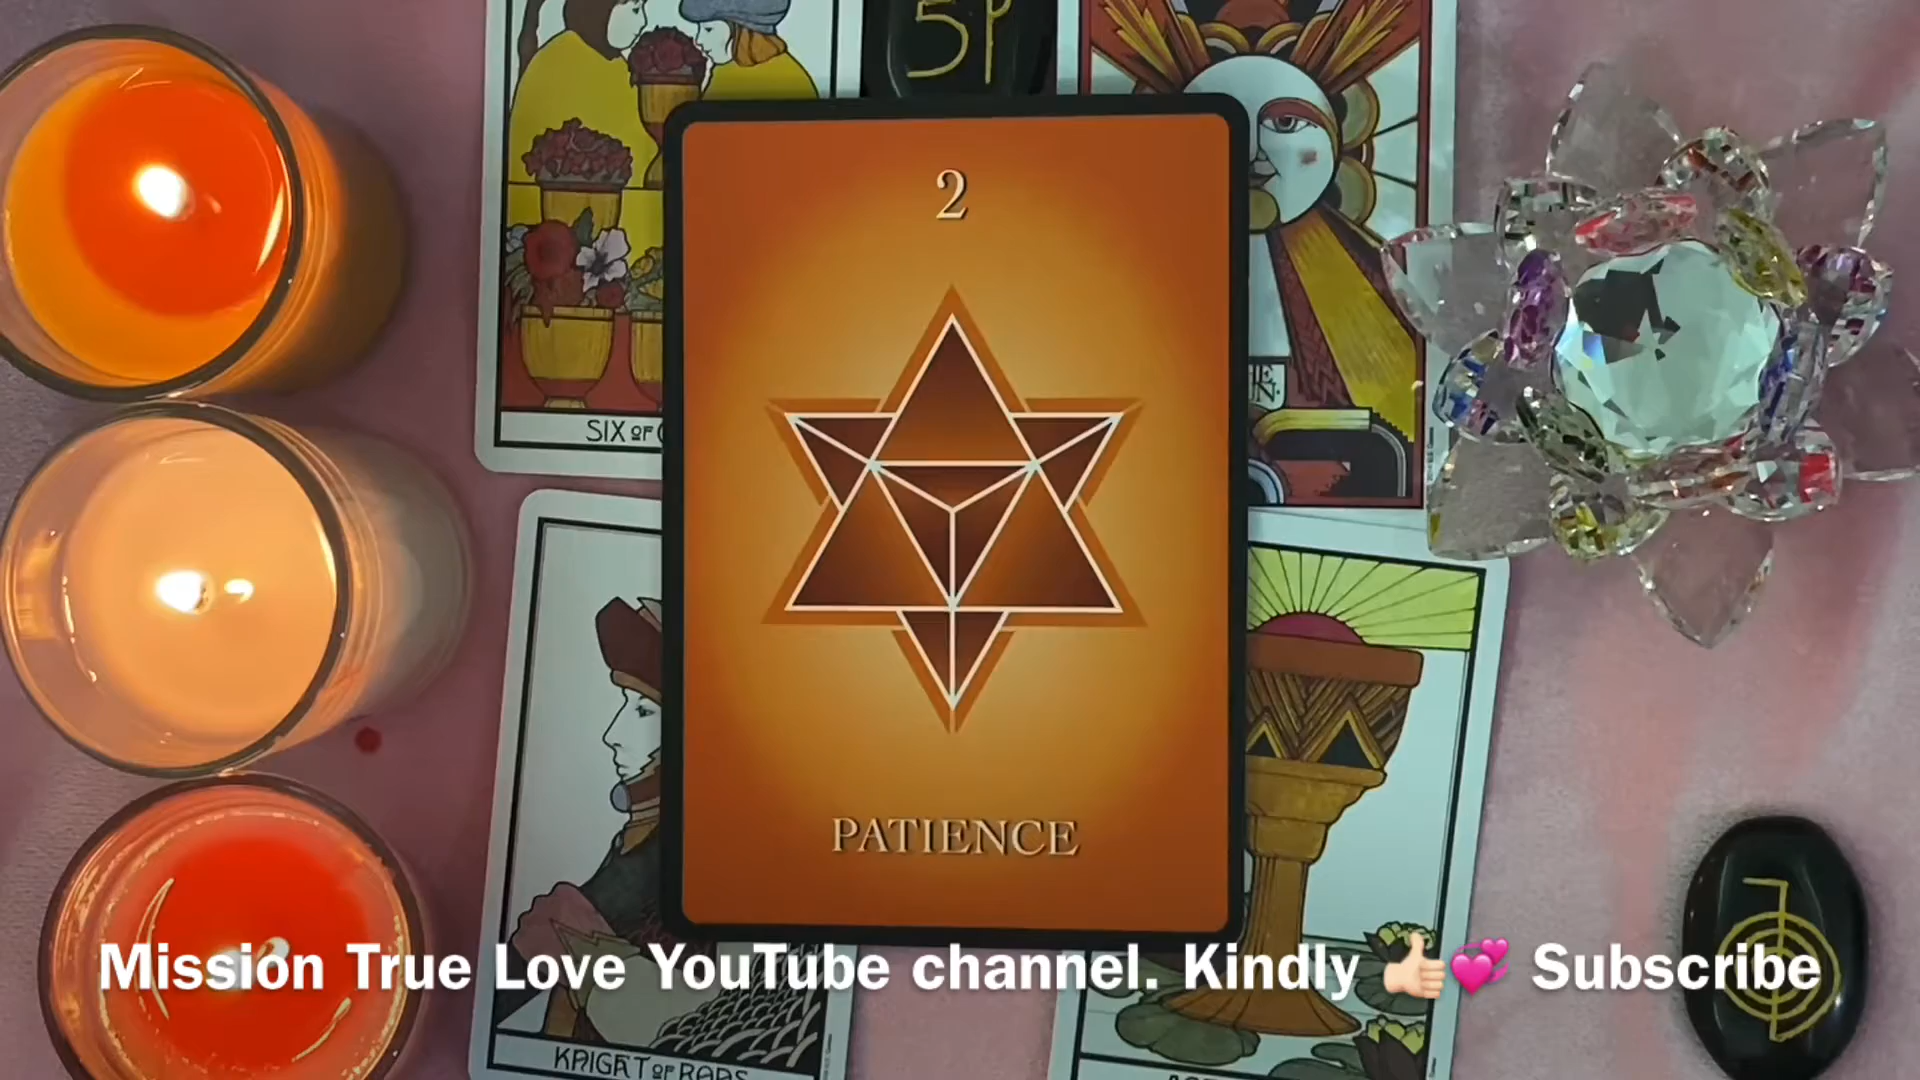 5P
2
SIX OF
PATIENCE
Mission True Love YouTube channel. Kindly 👍🏻💞 Subscribe
KNIGHT OF RODS